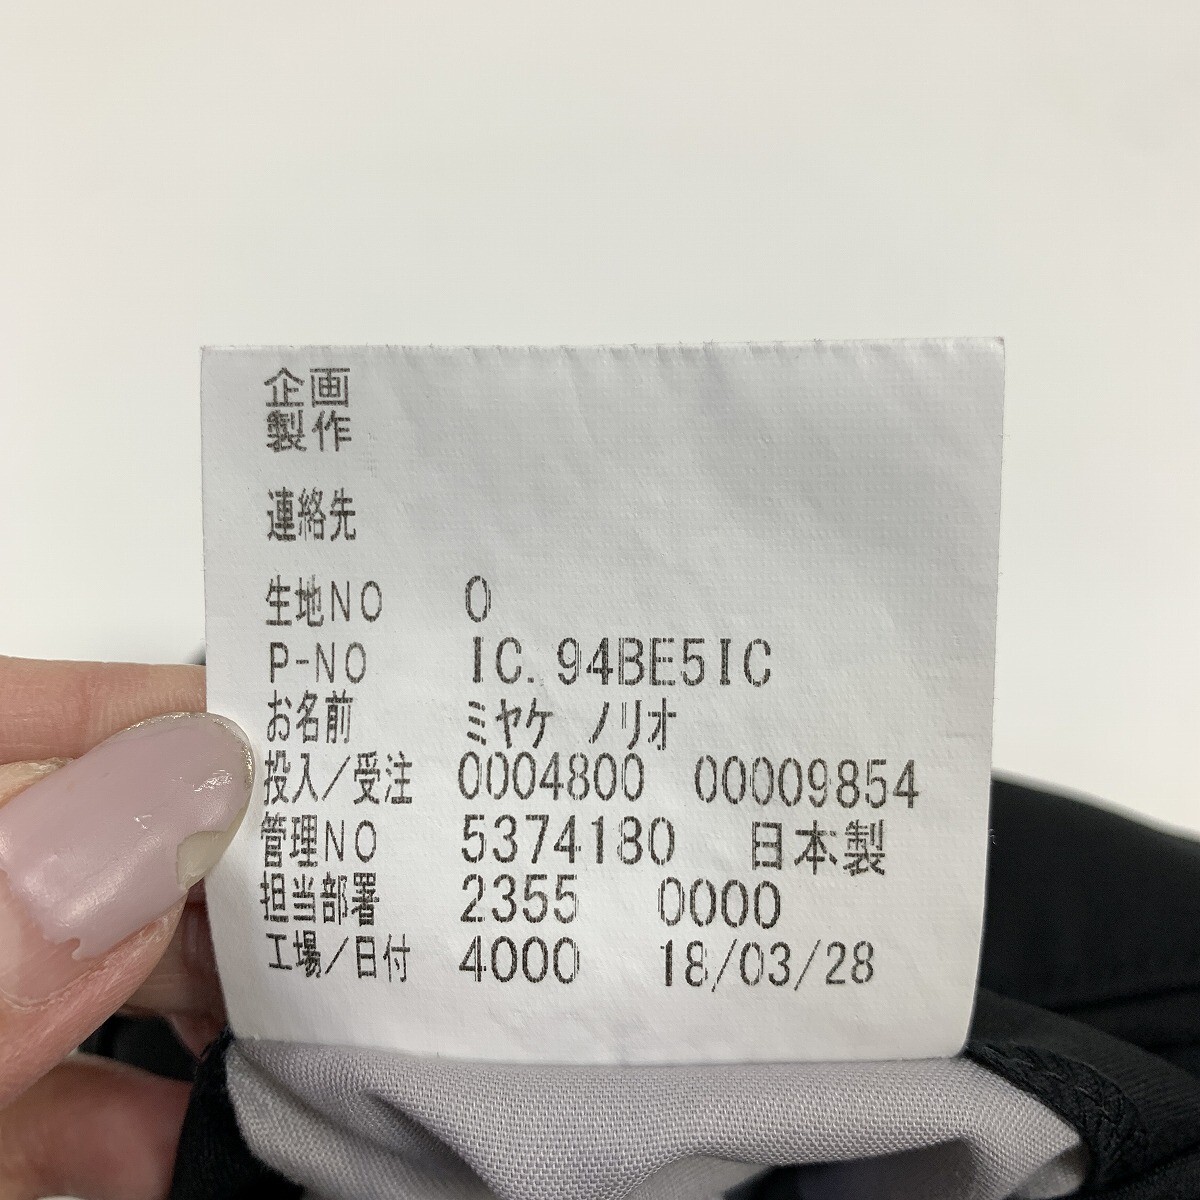 企画
製作
連絡先
生地NO 0
P-NO IC.94BE5IC
お名前 ミヤケ ノリオ
投入/受注 0004800 00009854
管理NO 5374180 日本製
担当部署 2355 0000
工場/日付 4000 18/03/28